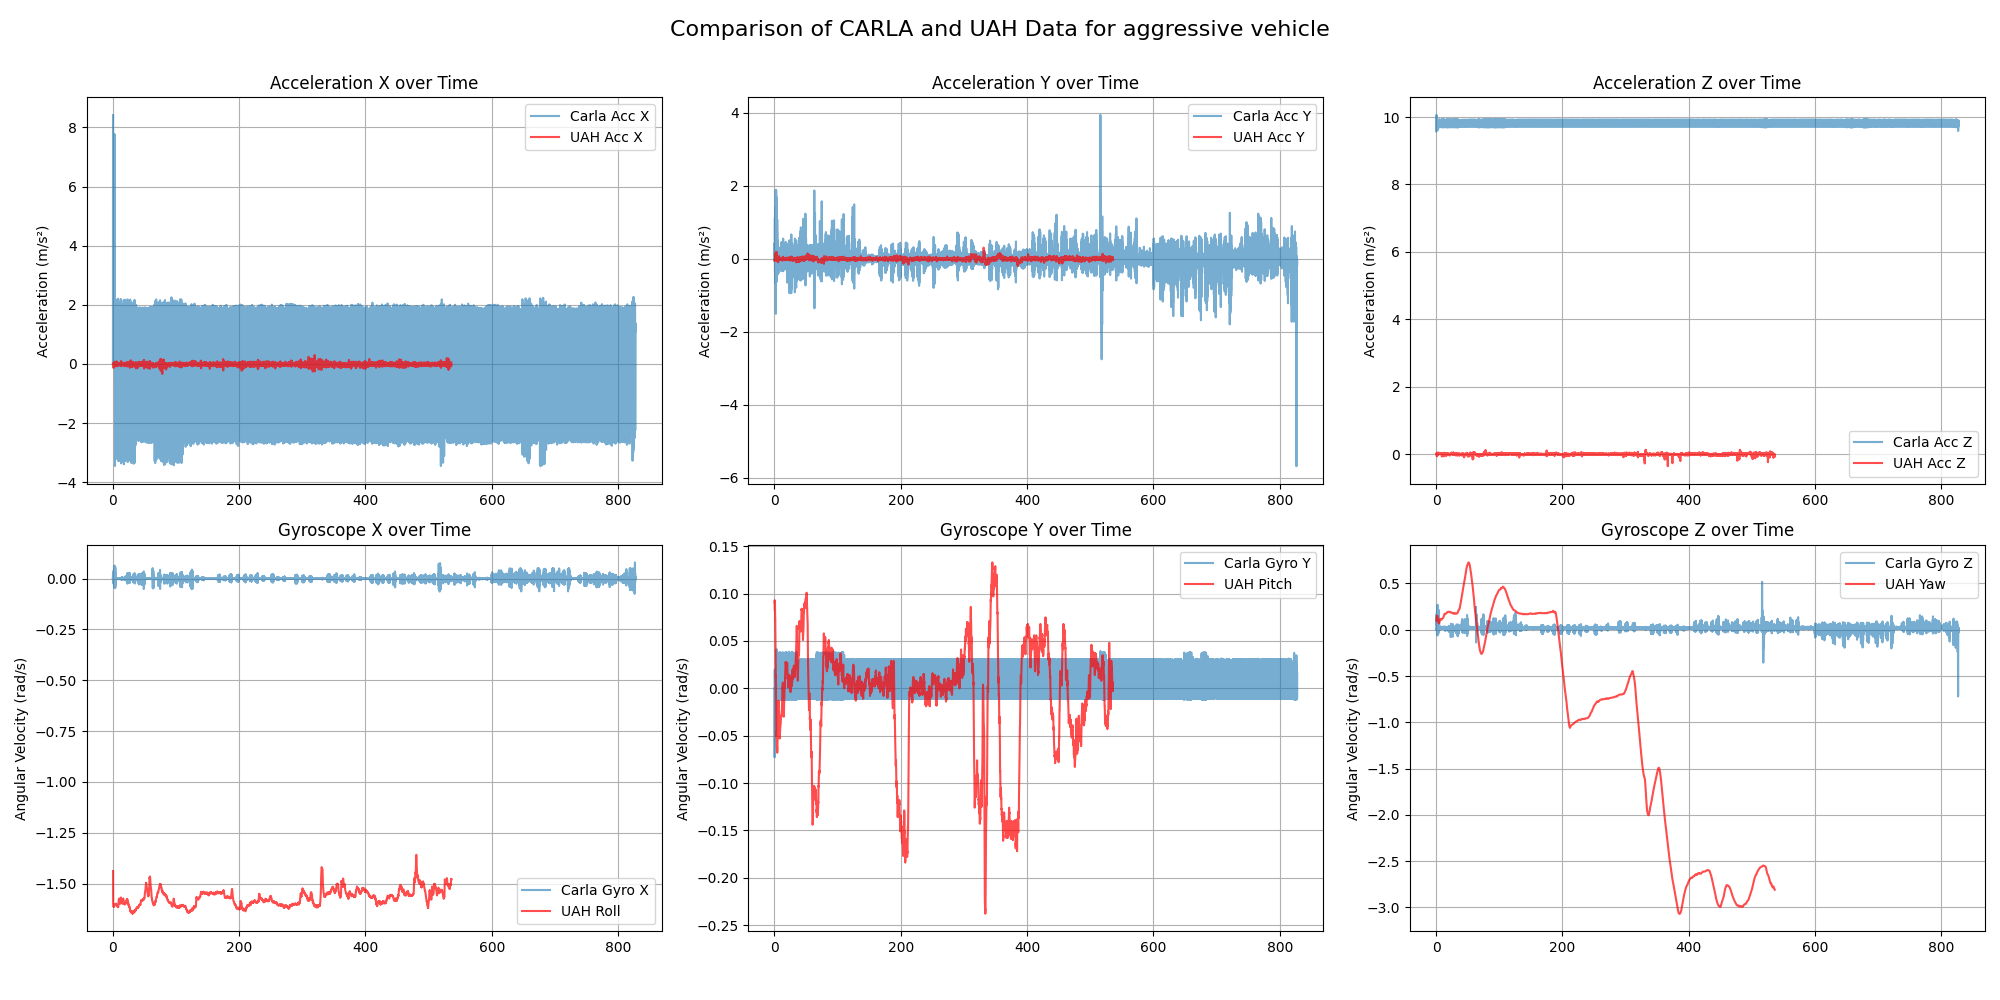 Comparison of CARLA and UAH Data for aggressive vehicle
Acceleration X over Time
Acceleration (m/s²)
8
6
4
2
0
−2
−4
0 200 400 600 800
Carla Acc X
UAH Acc X
Acceleration Y over Time
Acceleration (m/s²)
4
2
0
−2
−4
−6
0 200 400 600 800
Carla Acc Y
UAH Acc Y
Acceleration Z over Time
Acceleration (m/s²)
10
8
6
4
2
0
0 200 400 600 800
Carla Acc Z
UAH Acc Z
Gyroscope X over Time
Angular Velocity (rad/s)
0.00
−0.25
−0.50
−0.75
−1.00
−1.25
−1.50
0 200 400 600 800
Carla Gyro X
UAH Roll
Gyroscope Y over Time
Angular Velocity (rad/s)
0.15
0.10
0.05
0.00
−0.05
−0.10
−0.15
−0.20
−0.25
0 200 400 600 800
Carla Gyro Y
UAH Pitch
Gyroscope Z over Time
Angular Velocity (rad/s)
0.5
0.0
−0.5
−1.0
−1.5
−2.0
−2.5
−3.0
0 200 400 600 800
Carla Gyro Z
UAH Yaw